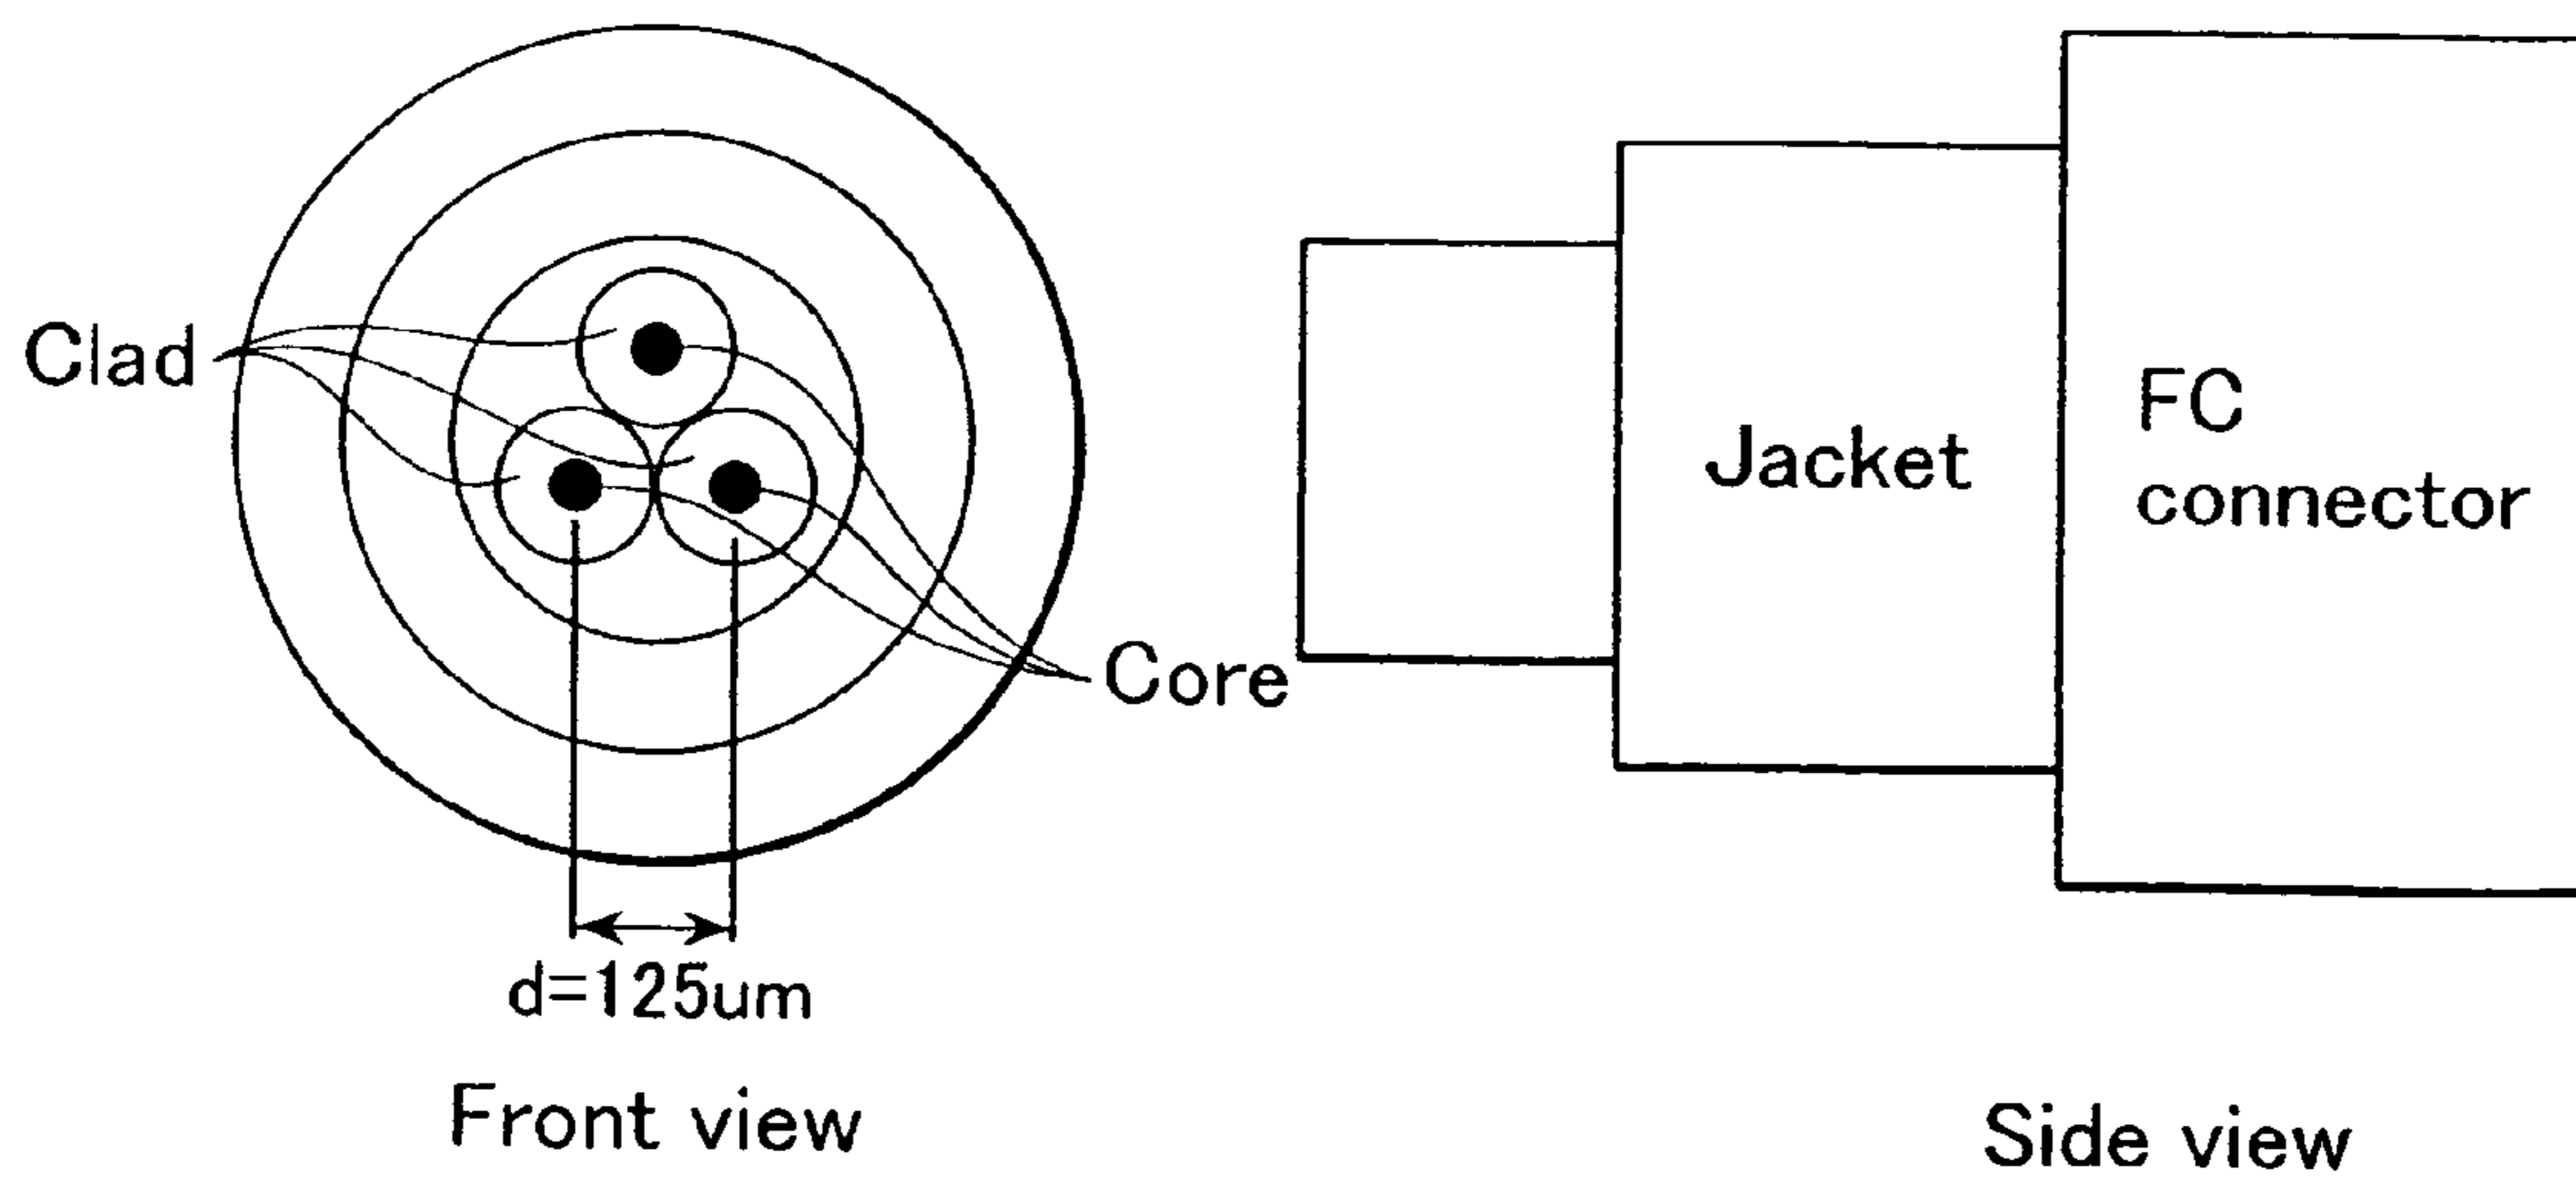 Clad
Core
d=125um
Front view
Jacket
FC
connector
Side view